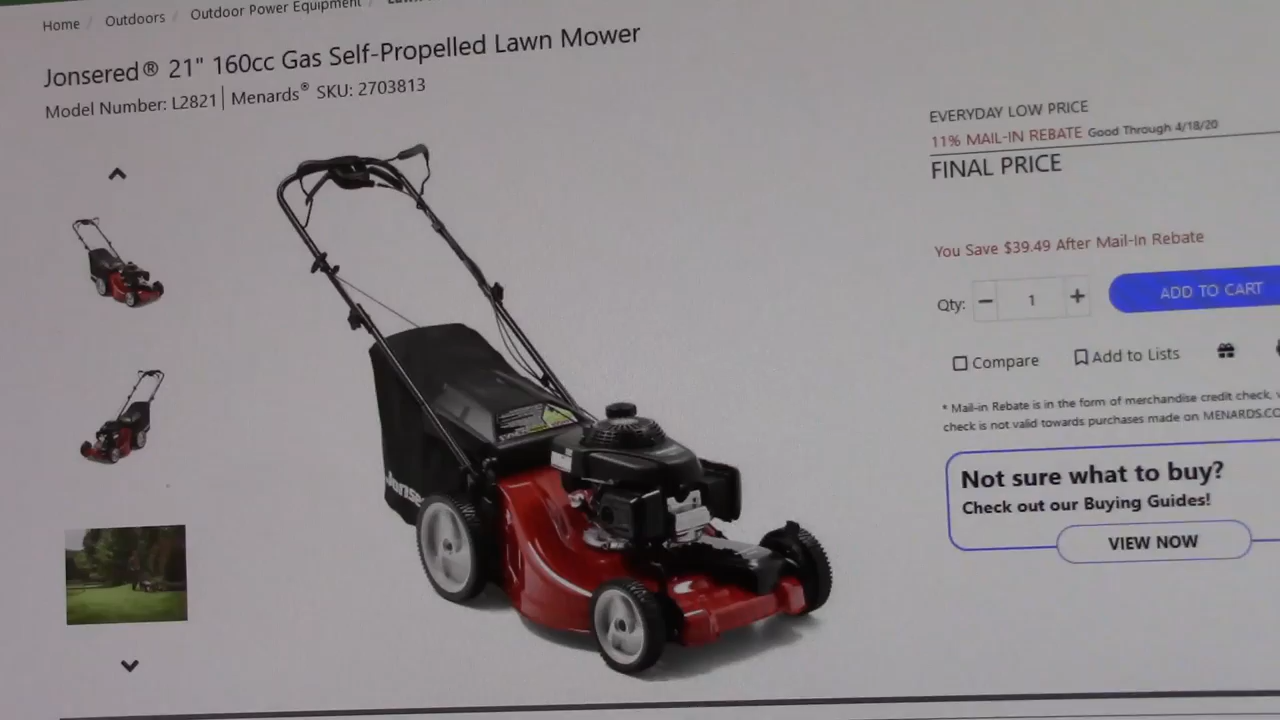 Home / Outdoors / Outdoor Power Equipment /
Jonsered® 21" 160cc Gas Self-Propelled Lawn Mower
Model Number: L2821 | Menards® SKU: 2703813
EVERYDAY LOW PRICE
11% MAIL-IN REBATE Good Through 4/18/20
FINAL PRICE
You Save $39.49 After Mail-In Rebate
Qty: − 1 +
ADD TO CART
Compare
Add to Lists
* Mail-in Rebate is in the form of merchandise credit check,
check is not valid towards purchases made on MENARDS.CO
Jonse
Not sure what to buy?
Check out our Buying Guides!
VIEW NOW